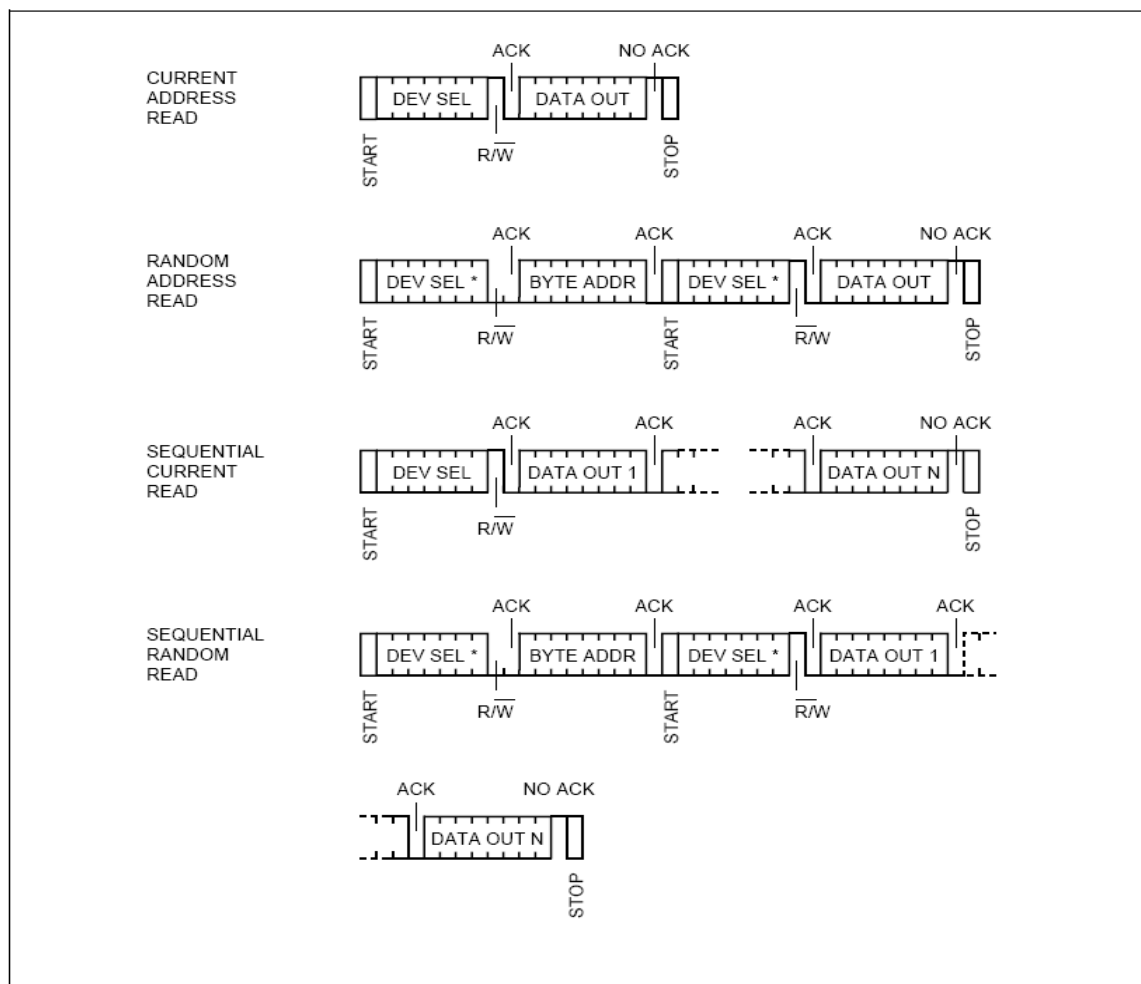 ACK NO ACK
CURRENT
ADDRESS
READ
DEV SEL DATA OUT
START R/W̅ STOP
ACK ACK ACK NO ACK
RANDOM
ADDRESS
READ
DEV SEL * BYTE ADDR DEV SEL * DATA OUT
START R/W̅ START R̅/W STOP
ACK ACK ACK NO ACK
SEQUENTIAL
CURRENT
READ
DEV SEL DATA OUT 1 DATA OUT N
START R/W̅ STOP
ACK ACK ACK ACK
SEQUENTIAL
RANDOM
READ
DEV SEL * BYTE ADDR DEV SEL * DATA OUT 1
START R/W̅ START R̅/W
ACK NO ACK
DATA OUT N
STOP